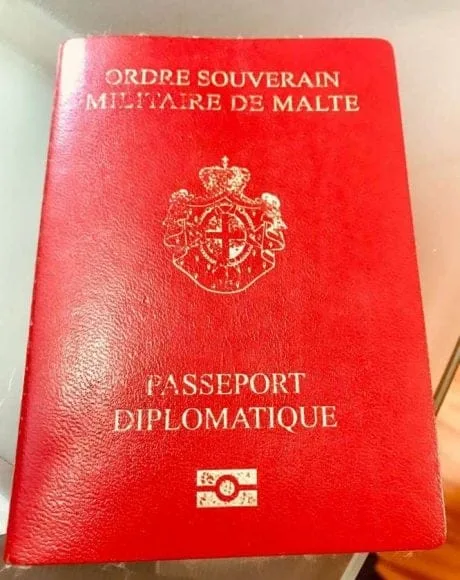 ORDRE SOUVERAIN
MILITAIRE DE MALTE
PASSEPORT
DIPLOMATIQUE